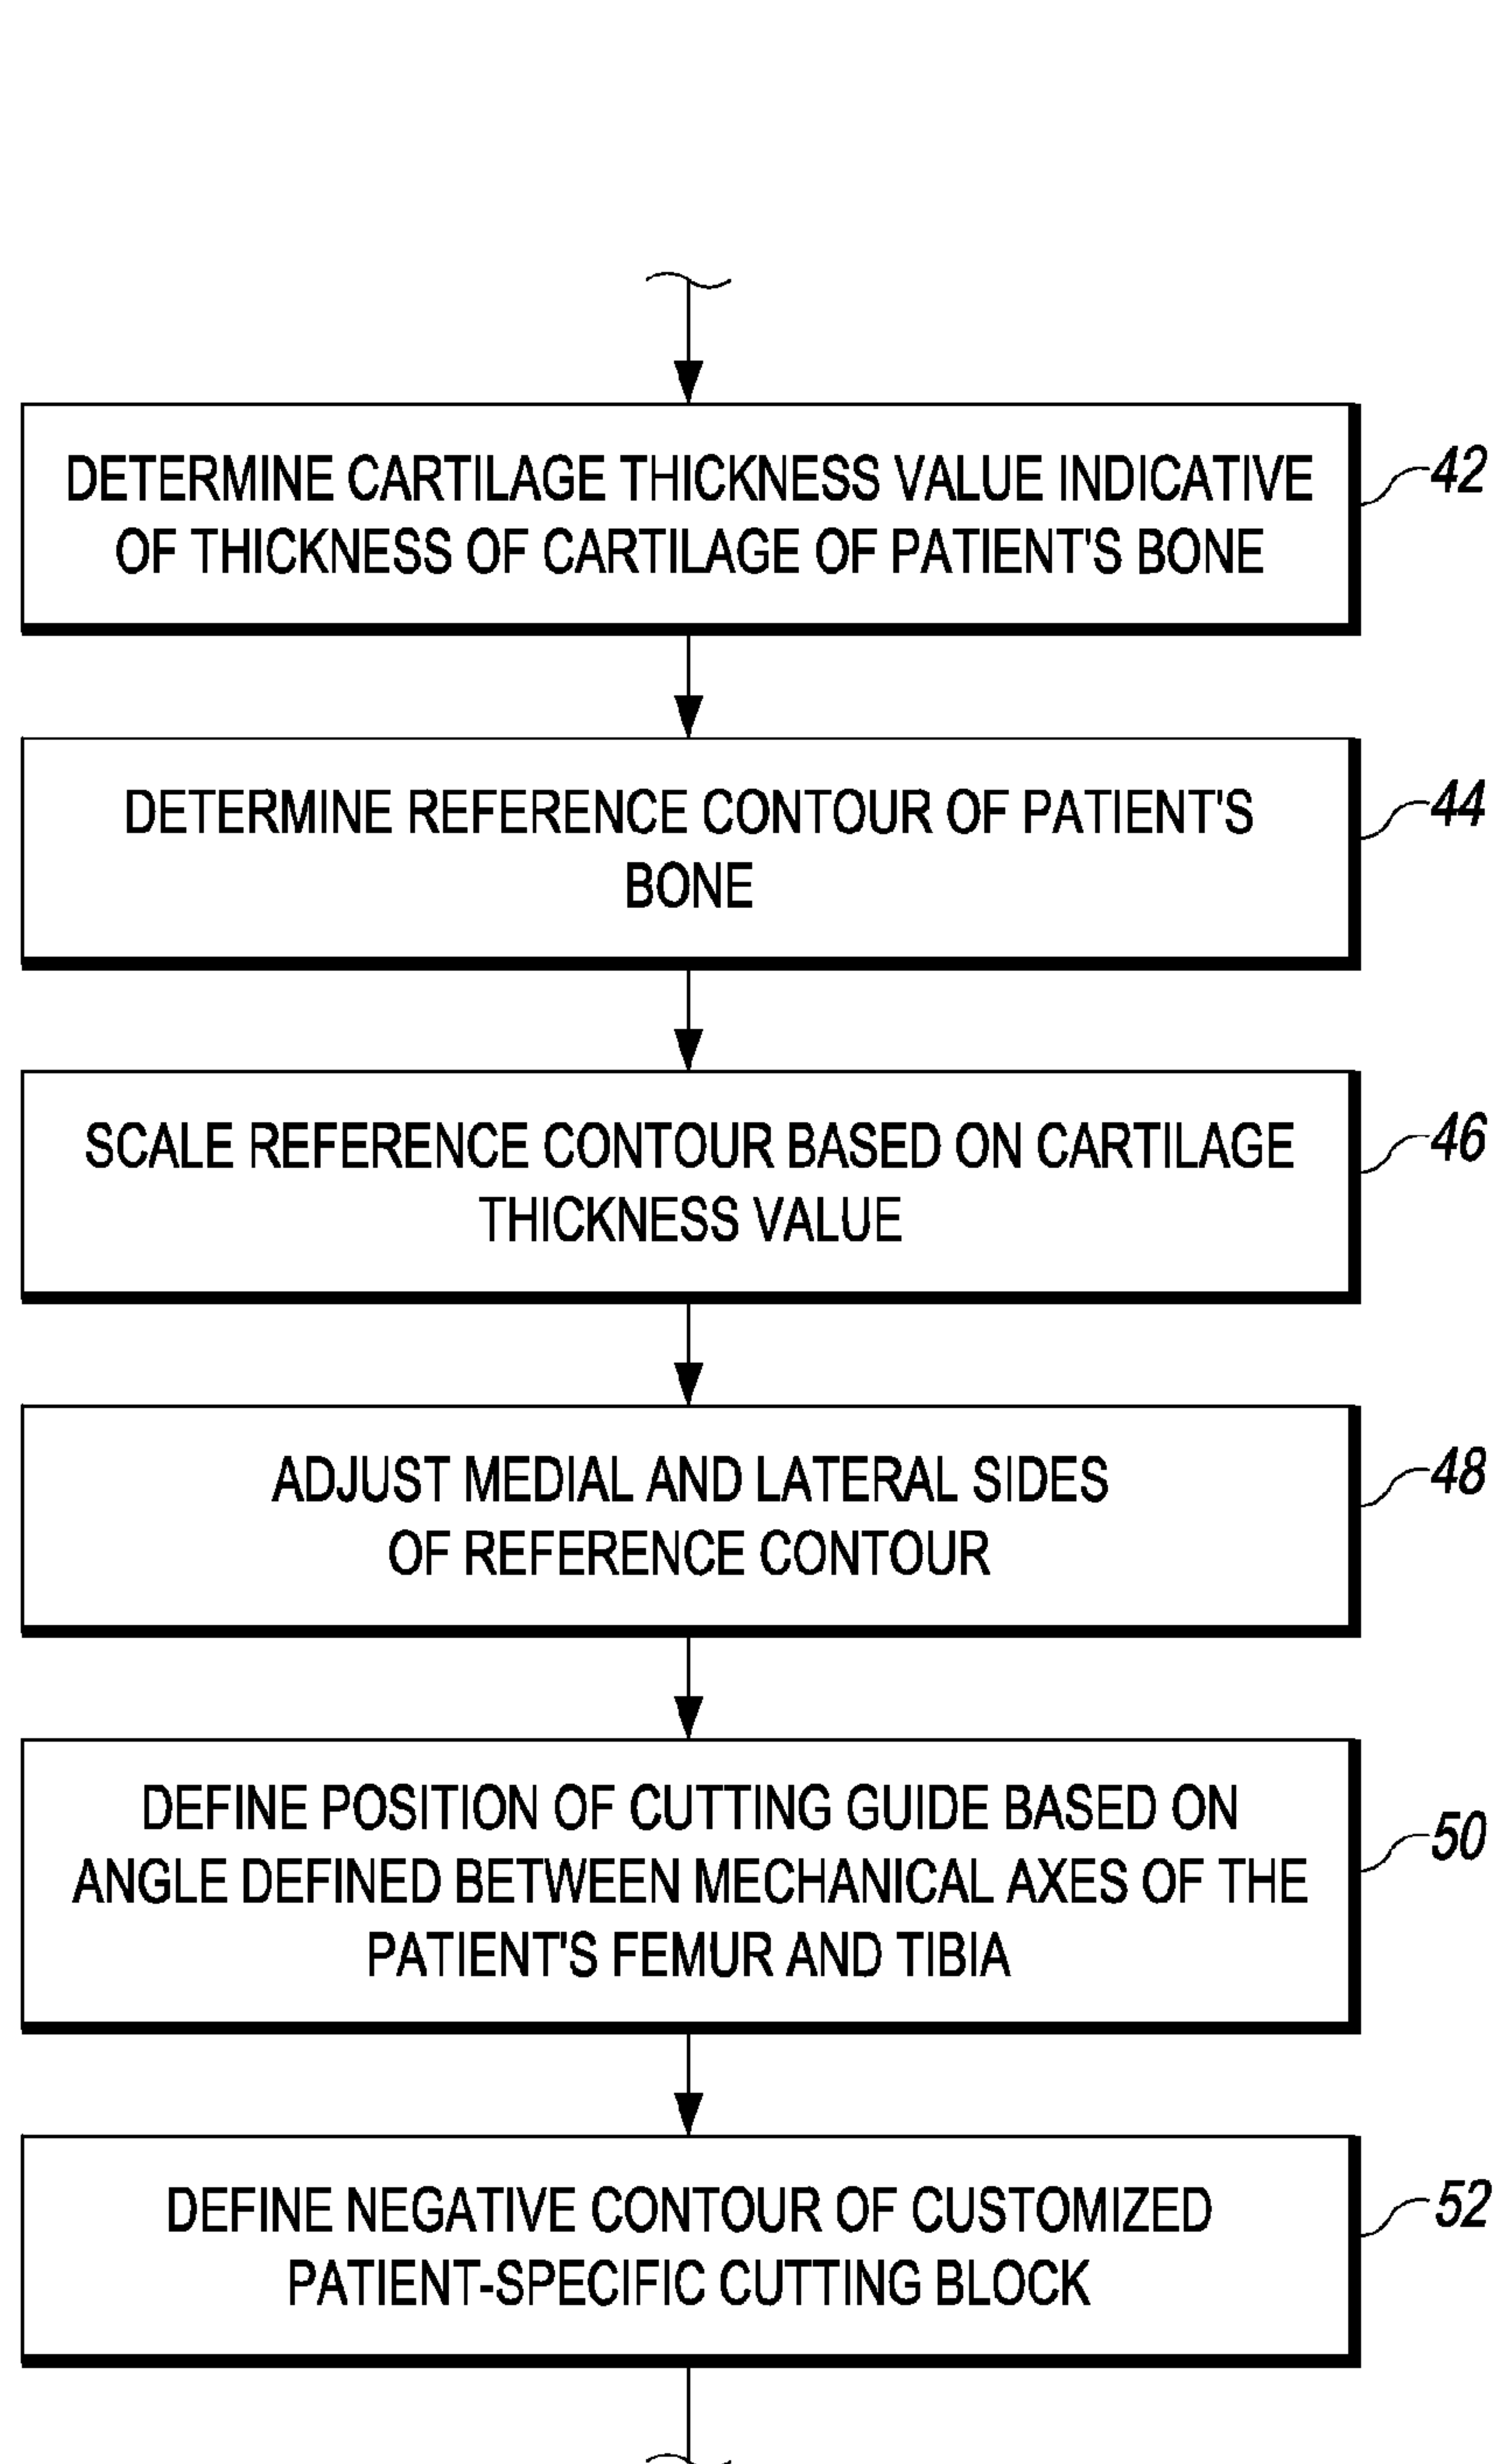 DETERMINE CARTILAGE THICKNESS VALUE INDICATIVE
OF THICKNESS OF CARTILAGE OF PATIENT'S BONE
42
DETERMINE REFERENCE CONTOUR OF PATIENT'S
BONE
44
SCALE REFERENCE CONTOUR BASED ON CARTILAGE
THICKNESS VALUE
46
ADJUST MEDIAL AND LATERAL SIDES
OF REFERENCE CONTOUR
48
DEFINE POSITION OF CUTTING GUIDE BASED ON
ANGLE DEFINED BETWEEN MECHANICAL AXES OF THE
PATIENT'S FEMUR AND TIBIA
50
DEFINE NEGATIVE CONTOUR OF CUSTOMIZED
PATIENT-SPECIFIC CUTTING BLOCK
52